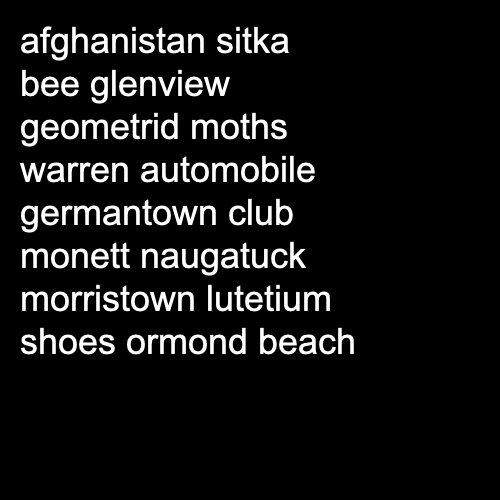 afghanistan sitka
bee glenview
geometrid moths
warren automobile
germantown club
monett naugatuck
morristown lutetium
shoes ormond beach